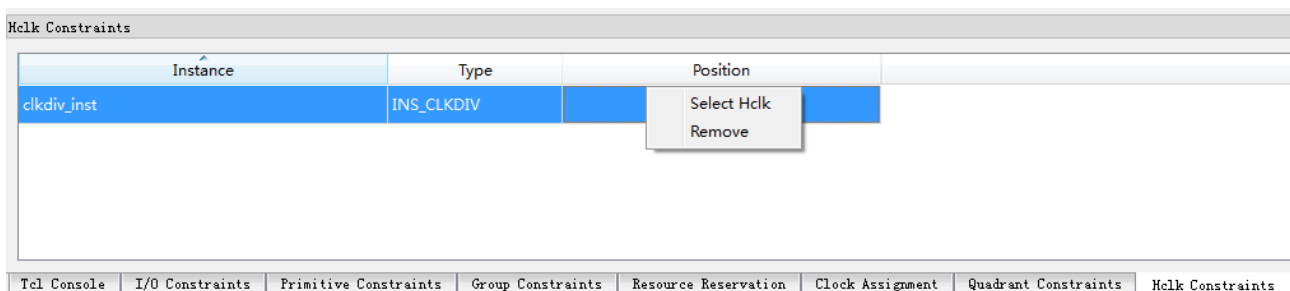 Hclk Constraints
Instance Type Position
clkdiv_inst INS_CLKDIV
Select Hclk
Remove
Tcl Console I/O Constraints Primitive Constraints Group Constraints Resource Reservation Clock Assignment Quadrant Constraints Hclk Constraints